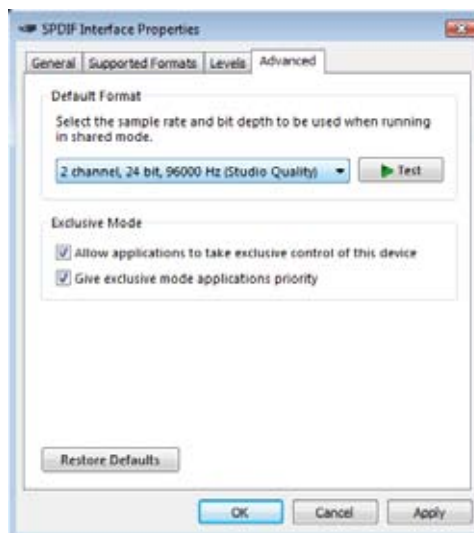 SPDIF Interface Properties
General Supported Formats Levels Advanced
Default Format
Select the sample rate and bit depth to be used when running
in shared mode.
2 channel, 24 bit, 96000 Hz (Studio Quality) Test
Exclusive Mode
Allow applications to take exclusive control of this device
Give exclusive mode applications priority
Restore Defaults
OK Cancel Apply